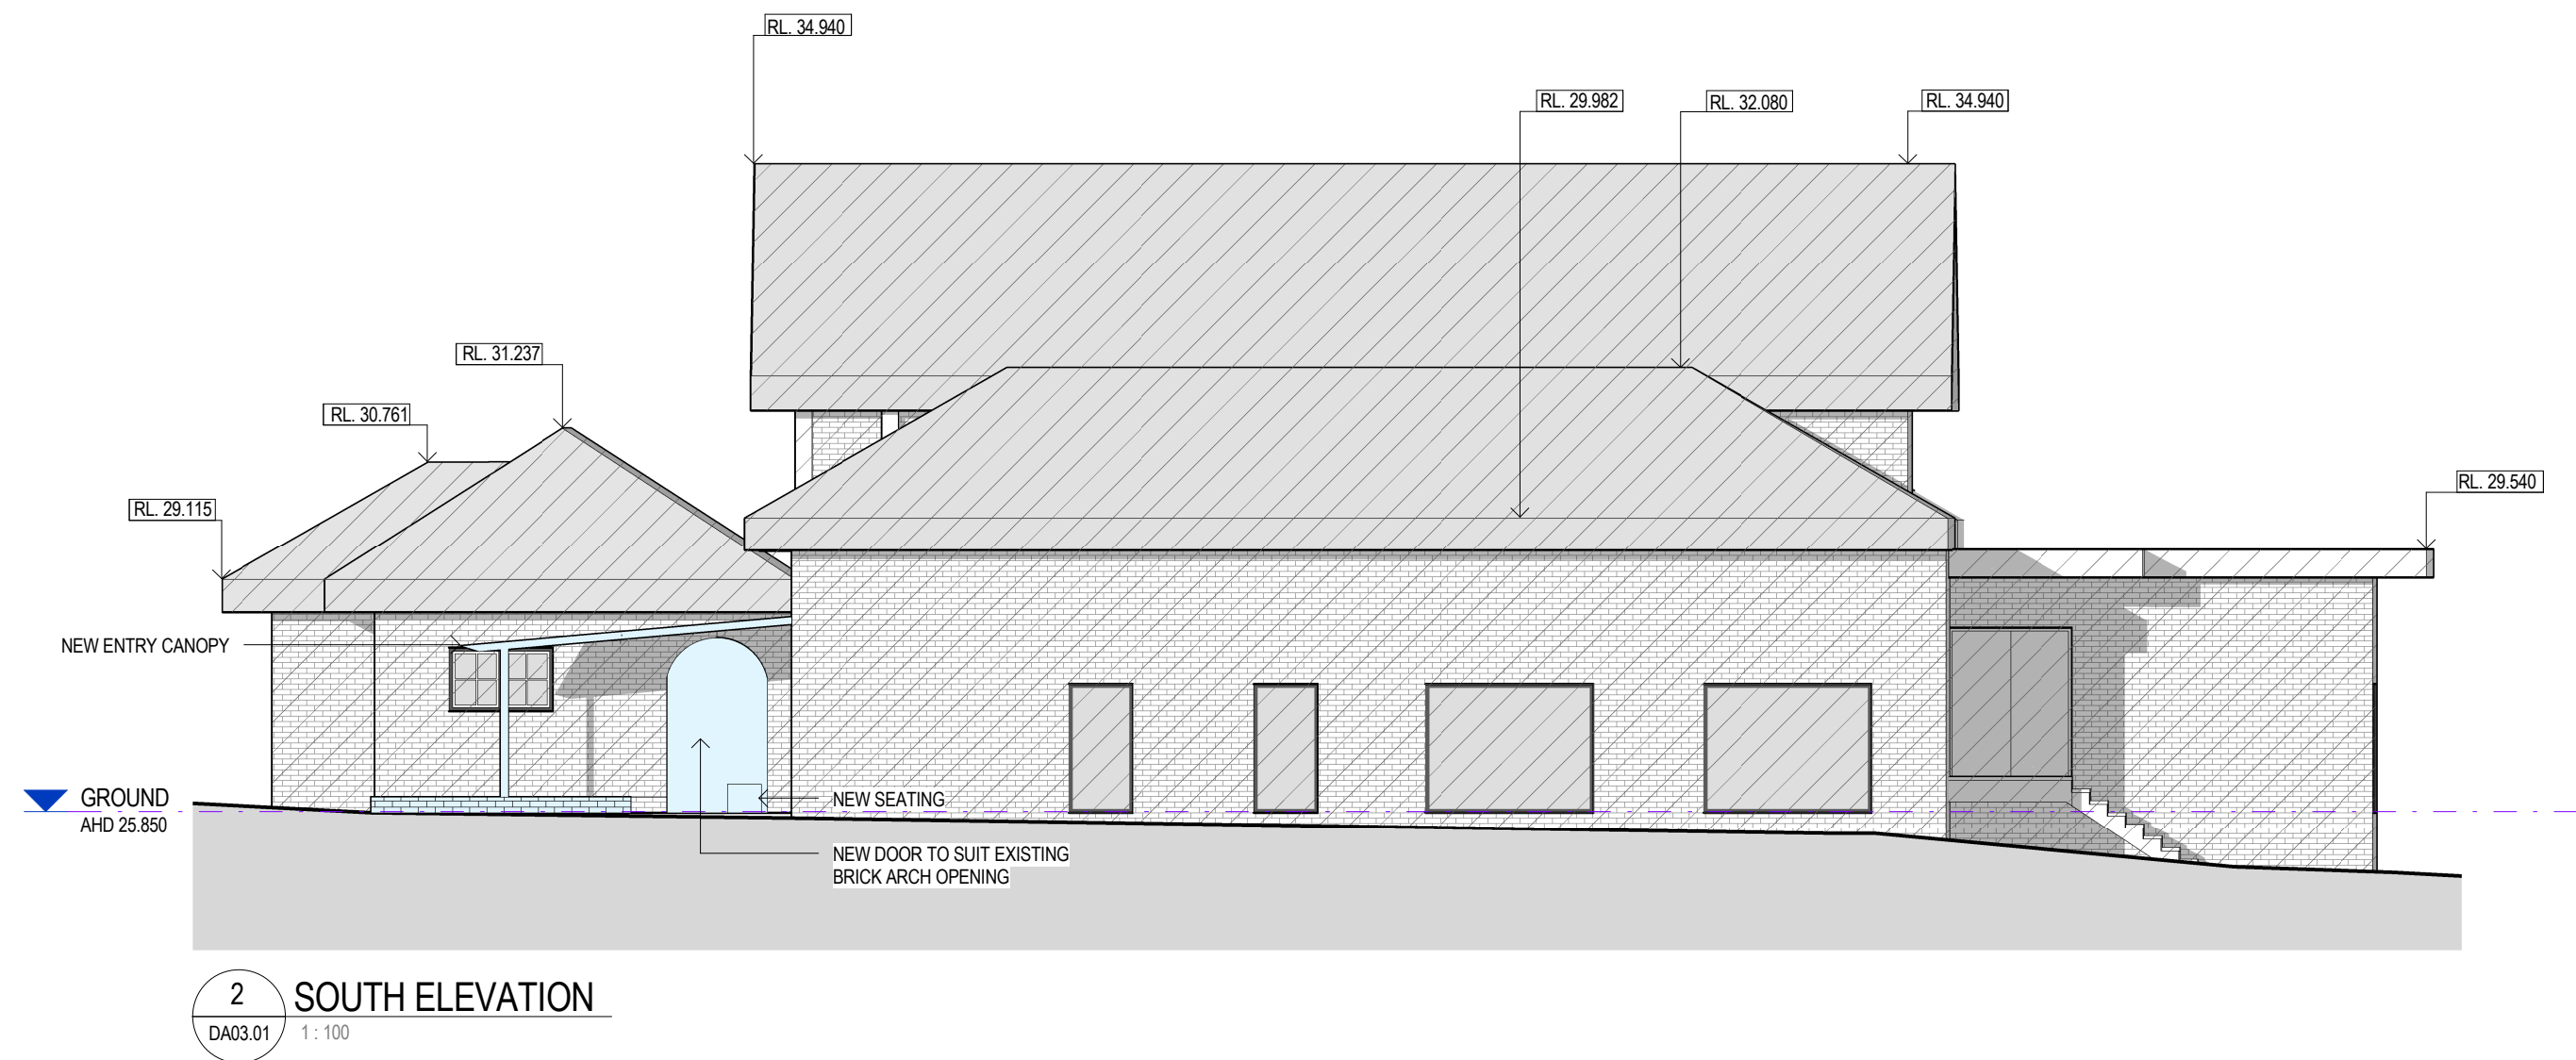 RL. 34.940
RL. 29.982
RL. 32.080
RL. 34.940
RL. 31.237
RL. 30.761
RL. 29.115
RL. 29.540
NEW ENTRY CANOPY
GROUND
AHD 25.850
NEW SEATING
NEW DOOR TO SUIT EXISTING
BRICK ARCH OPENING
2
SOUTH ELEVATION
DA03.01
1 : 100